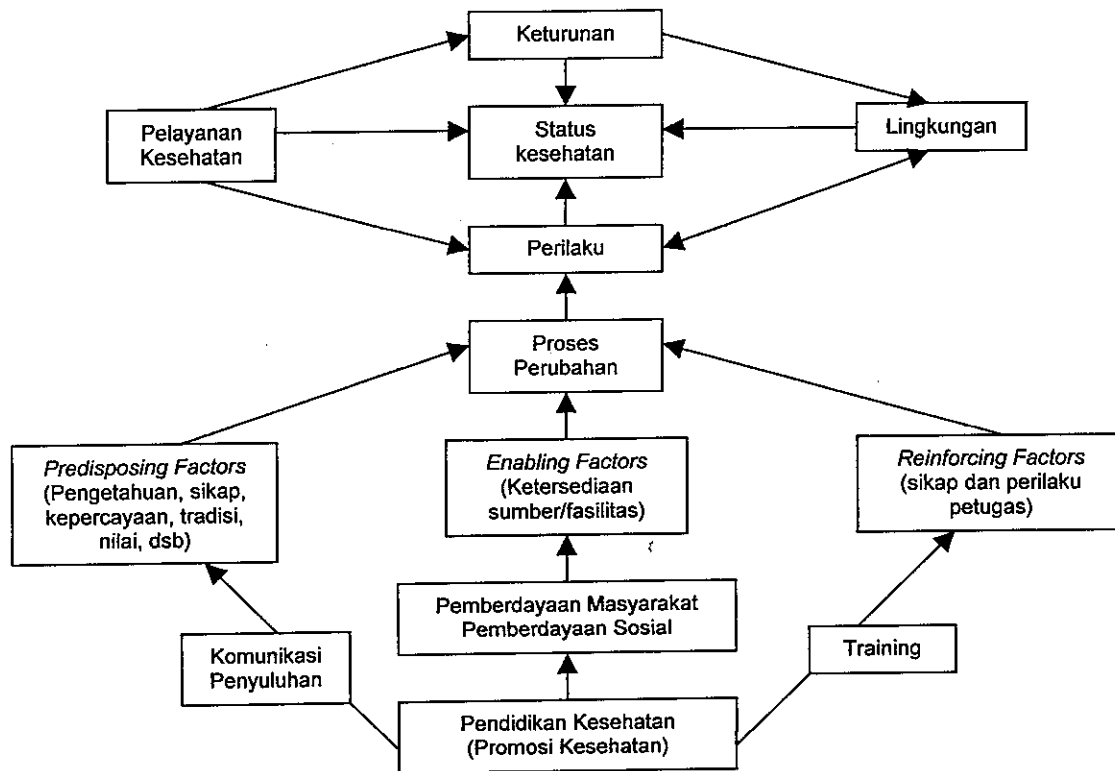 Keturunan
Pelayanan
Kesehatan
Status
kesehatan
Lingkungan
Perilaku
Proses
Perubahan
Predisposing Factors
(Pengetahuan, sikap,
kepercayaan, tradisi,
nilai, dsb)
Enabling Factors
(Ketersediaan
sumber/fasilitas)
Reinforcing Factors
(sikap dan perilaku
petugas)
Pemberdayaan Masyarakat
Pemberdayaan Sosial
Komunikasi
Penyuluhan
Training
Pendidikan Kesehatan
(Promosi Kesehatan)